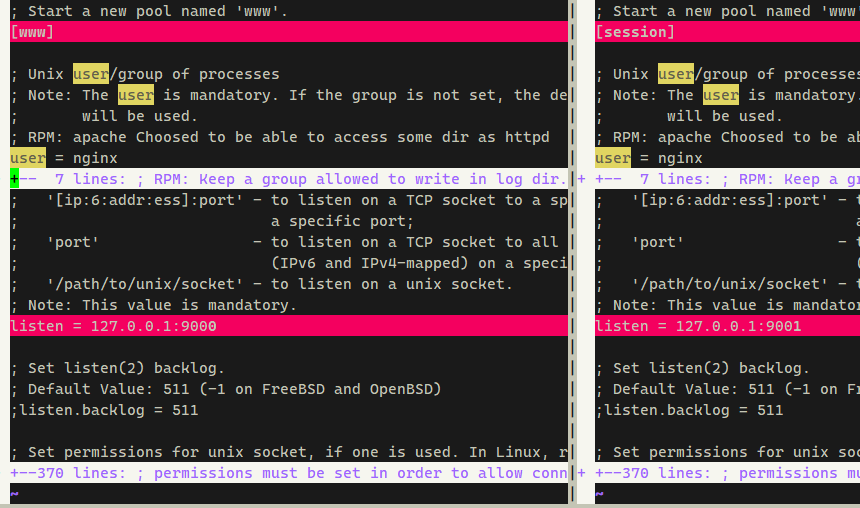 ; Start a new pool named 'www'.
[www]
; Unix user/group of processes
; Note: The user is mandatory. If the group is not set, the de
;       will be used.
; RPM: apache Choosed to be able to access some dir as httpd
user = nginx
+--  7 lines: ; RPM: Keep a group allowed to write in log dir.
;   '[ip:6:addr:ess]:port' - to listen on a TCP socket to a sp
;                            a specific port;
;   'port'                 - to listen on a TCP socket to all
;                            (IPv6 and IPv4-mapped) on a speci
;   '/path/to/unix/socket' - to listen on a unix socket.
; Note: This value is mandatory.
listen = 127.0.0.1:9000
; Set listen(2) backlog.
; Default Value: 511 (-1 on FreeBSD and OpenBSD)
;listen.backlog = 511
; Set permissions for unix socket, if one is used. In Linux, r
+--370 lines: ; permissions must be set in order to allow conn
~
; Start a new pool named 'www'
[session]
; Unix user/group of processes
; Note: The user is mandatory.
;       will be used.
; RPM: apache Choosed to be ab
user = nginx
+ +--  7 lines: ; RPM: Keep a gr
;   '[ip:6:addr:ess]:port' - t
;                            a
;   'port'                 - t
;                            (
;   '/path/to/unix/socket' - t
; Note: This value is mandator
listen = 127.0.0.1:9001
; Set listen(2) backlog.
; Default Value: 511 (-1 on Fr
;listen.backlog = 511
; Set permissions for unix soc
+ +--370 lines: ; permissions mu
~